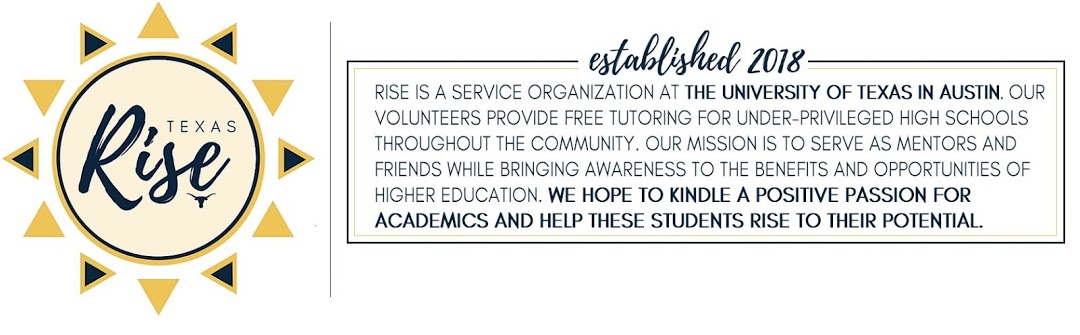 TEXAS
Rise
established 2018
RISE IS A SERVICE ORGANIZATION AT THE UNIVERSITY OF TEXAS IN AUSTIN. OUR
VOLUNTEERS PROVIDE FREE TUTORING FOR UNDER-PRIVILEGED HIGH SCHOOLS
THROUGHOUT THE COMMUNITY. OUR MISSION IS TO SERVE AS MENTORS AND
FRIENDS WHILE BRINGING AWARENESS TO THE BENEFITS AND OPPORTUNITIES OF
HIGHER EDUCATION. WE HOPE TO KINDLE A POSITIVE PASSION FOR
ACADEMICS AND HELP THESE STUDENTS RISE TO THEIR POTENTIAL.